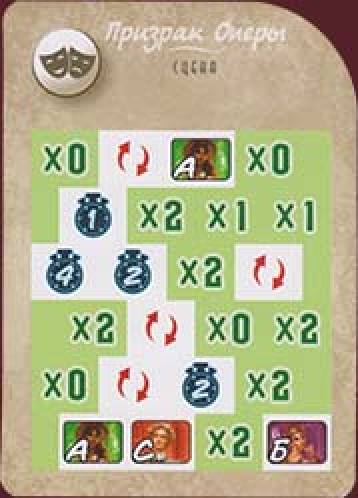 Призрак Оперы
СЦЕНА
x0 A x0
1 x2 x1 x1
4 2 x2
x2 x0 x2
x0 2 x2
A C x2 Б